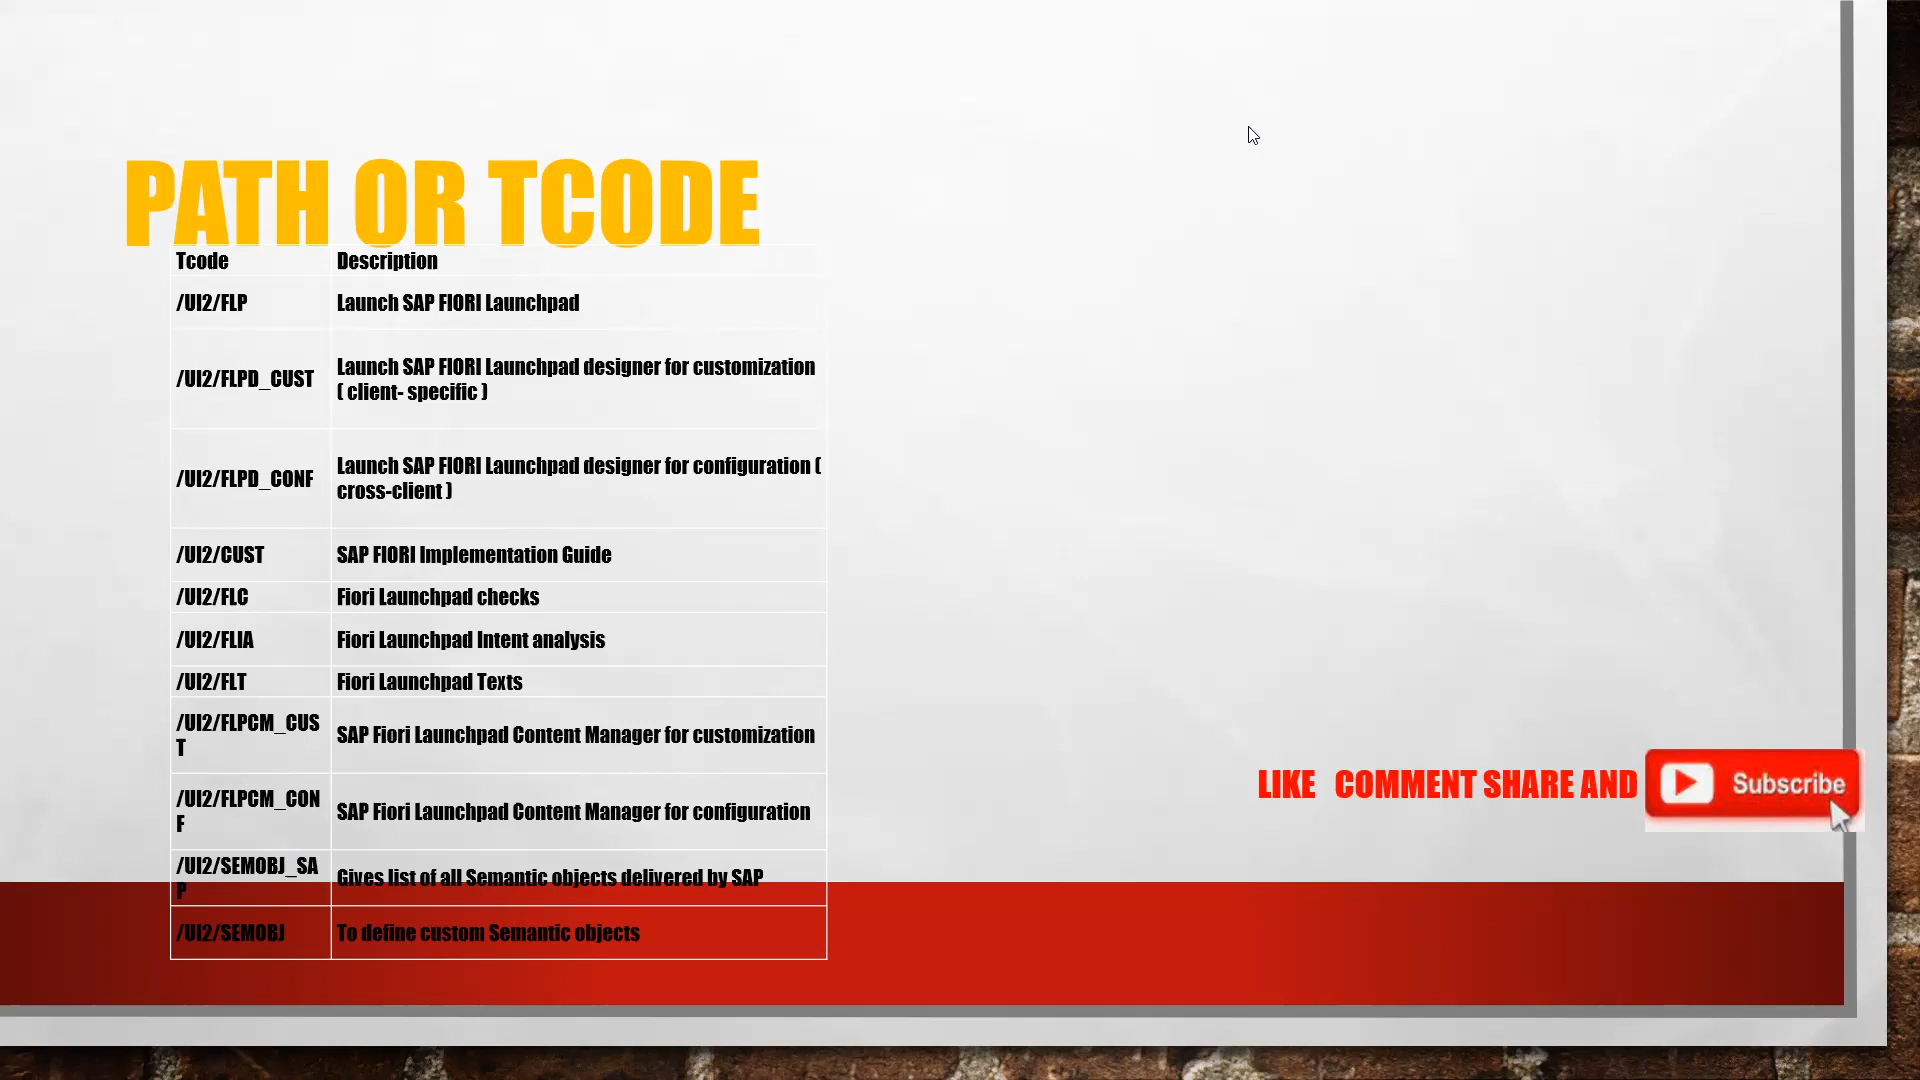 PATH OR TCODE
Tcode Description
/UI2/FLP Launch SAP FIORI Launchpad
/UI2/FLPD_CUST Launch SAP FIORI Launchpad designer for customization
( client- specific )
/UI2/FLPD_CONF Launch SAP FIORI Launchpad designer for configuration (
cross-client )
/UI2/CUST SAP FIORI Implementation Guide
/UI2/FLC Fiori Launchpad checks
/UI2/FLIA Fiori Launchpad Intent analysis
/UI2/FLT Fiori Launchpad Texts
/UI2/FLPCM_CUS
T SAP Fiori Launchpad Content Manager for customization
/UI2/FLPCM_CON
F SAP Fiori Launchpad Content Manager for configuration
/UI2/SEMOBJ_SA
P Gives list of all Semantic objects delivered by SAP
/UI2/SEMOBJ To define custom Semantic objects
LIKE COMMENT SHARE AND Subscribe